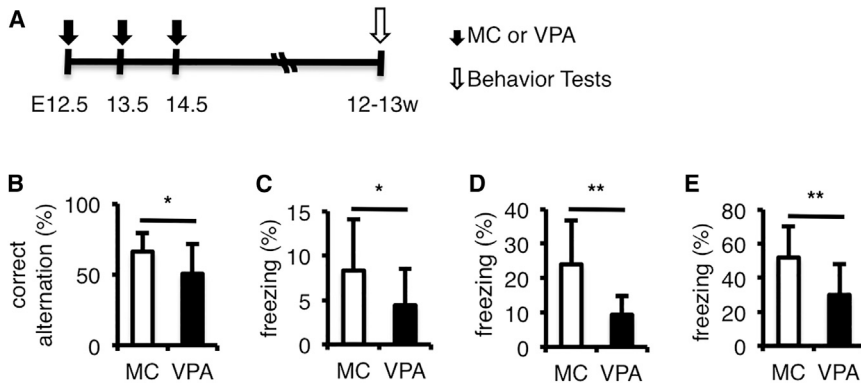 A
MC or VPA
Behavior Tests
E12.5 13.5 14.5 12-13w
B
correct alternation (%)
100
50
0
*
MC VPA
C
freezing (%)
15
10
5
0
*
MC VPA
D
freezing (%)
40
30
20
10
0
**
MC VPA
E
freezing (%)
80
60
40
20
0
**
MC VPA